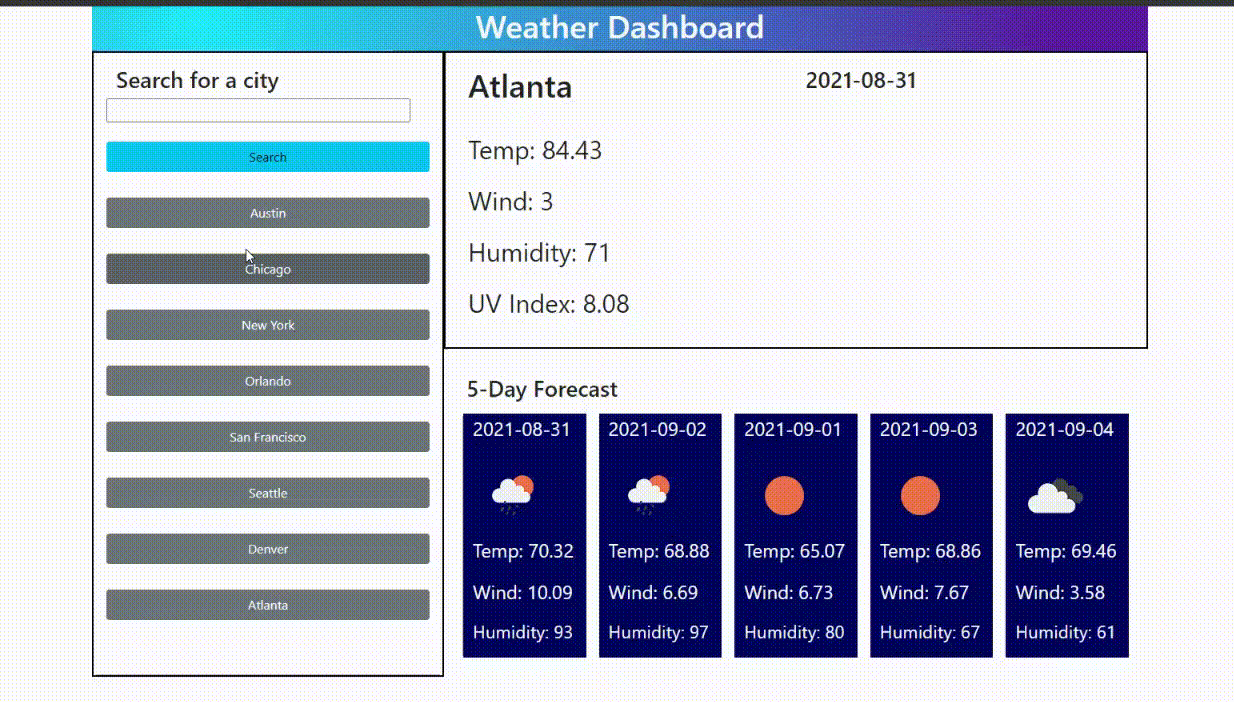 Weather Dashboard
Search for a city
Search
Austin
Chicago
New York
Orlando
San Francisco
Seattle
Denver
Atlanta
Atlanta
2021-08-31
Temp: 84.43
Wind: 3
Humidity: 71
UV Index: 8.08
5-Day Forecast
2021-08-31
Temp: 70.32
Wind: 10.09
Humidity: 93
2021-09-02
Temp: 68.88
Wind: 6.69
Humidity: 97
2021-09-01
Temp: 65.07
Wind: 6.73
Humidity: 80
2021-09-03
Temp: 68.86
Wind: 7.67
Humidity: 67
2021-09-04
Temp: 69.46
Wind: 3.58
Humidity: 61